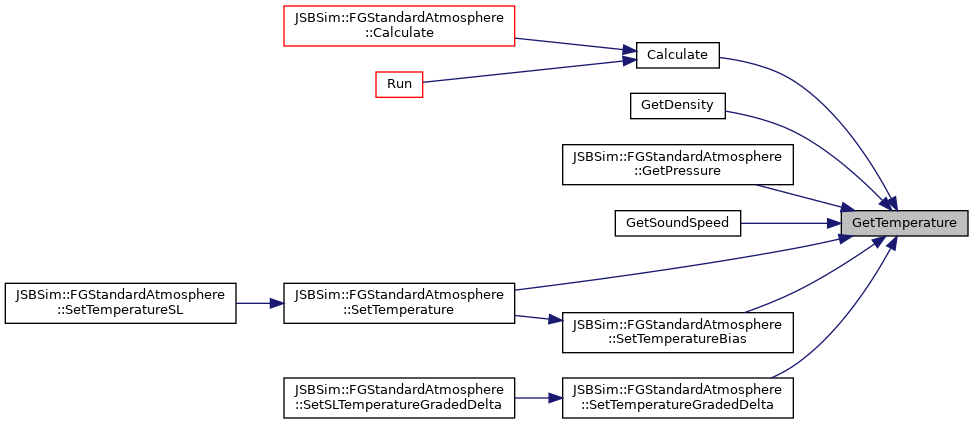 JSBSim::FGStandardAtmosphere
::Calculate
Calculate
Run
GetDensity
JSBSim::FGStandardAtmosphere
::GetPressure
GetSoundSpeed
GetTemperature
JSBSim::FGStandardAtmosphere
::SetTemperatureSL
JSBSim::FGStandardAtmosphere
::SetTemperature
JSBSim::FGStandardAtmosphere
::SetTemperatureBias
JSBSim::FGStandardAtmosphere
::SetSLTemperatureGradedDelta
JSBSim::FGStandardAtmosphere
::SetTemperatureGradedDelta